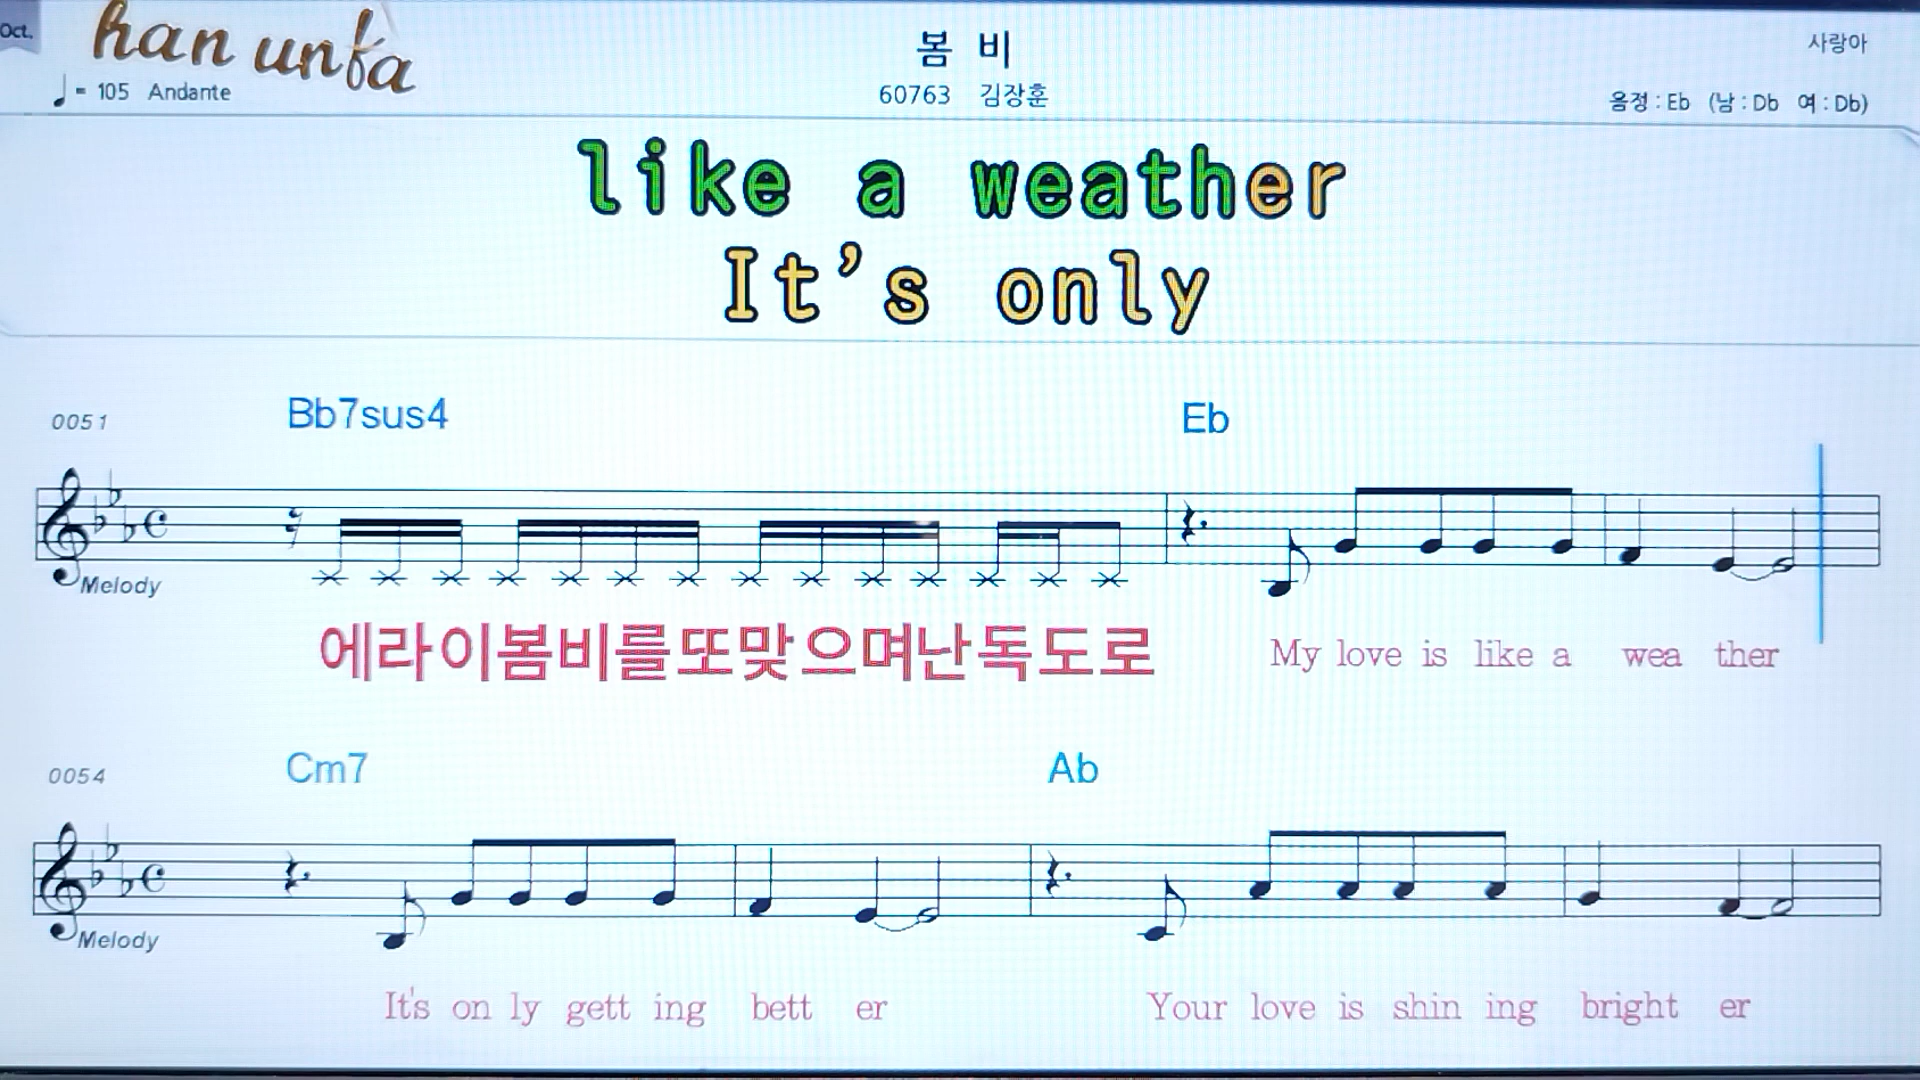 Oct.
han unfa
봄 비
사랑아
= 105 Andante
60763 김장훈
음정 : Eb (남 : Db 여 : Db)
like a weather
It's only
0051
Bb7sus4
Eb
Melody
에라이봄비를또맞으며난독도로
My love is like a wea ther
0054
Cm7
Ab
Melody
It's on ly gett ing bett er
Your love is shin ing bright er